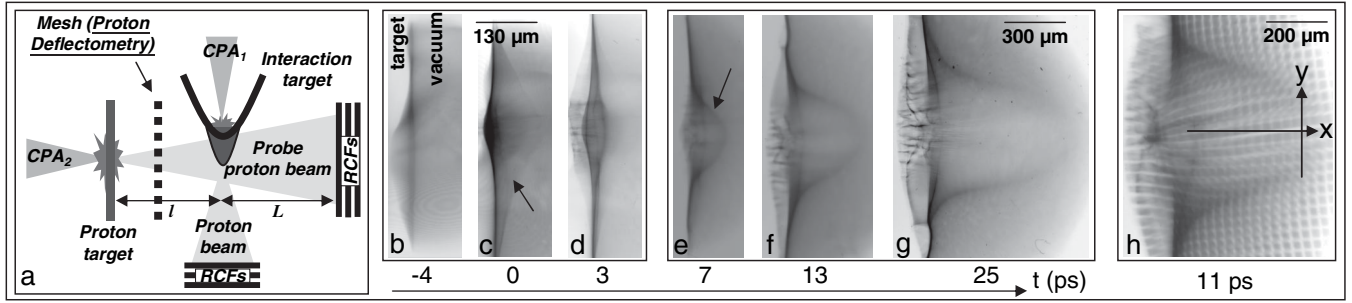 Mesh (Proton
Deflectometry)
CPA₁
Interaction
target
CPA₂
Probe
proton beam
RCFs
l
L
Proton
target
Proton
beam
RCFs
a
target
vacuum
b
130 µm
c
d
e
f
300 µm
g
200 µm
y
x
h
-4
0
3
7
13
25
t (ps)
11 ps